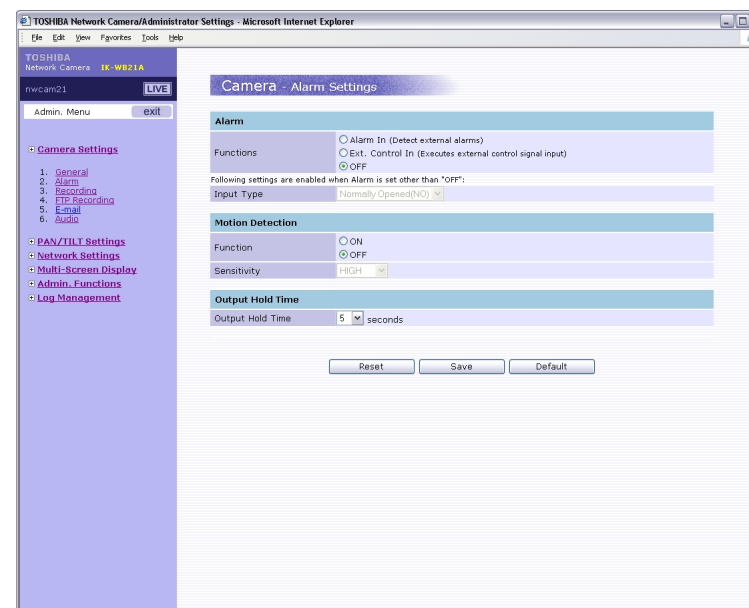 TOSHIBA Network Camera/Administrator Settings - Microsoft Internet Explorer
File Edit View Favorites Tools Help
TOSHIBA
Network Camera IK-WB21A
nwcam21 LIVE
Admin. Menu exit
Camera Settings
1. General
2. Alarm
3. Recording
4. FTP Recording
5. E-mail
6. Audio
PAN/TILT Settings
Network Settings
Multi-Screen Display
Admin. Functions
Log Management
Camera - Alarm Settings
Alarm
Functions
Alarm In (Detect external alarms)
Ext. Control In (Executes external control signal input)
OFF
Following settings are enabled when Alarm is set other than "OFF":
Input Type Normally Opened(NO)
Motion Detection
Function
ON
OFF
Sensitivity HIGH
Output Hold Time
Output Hold Time 5 seconds
Reset Save Default